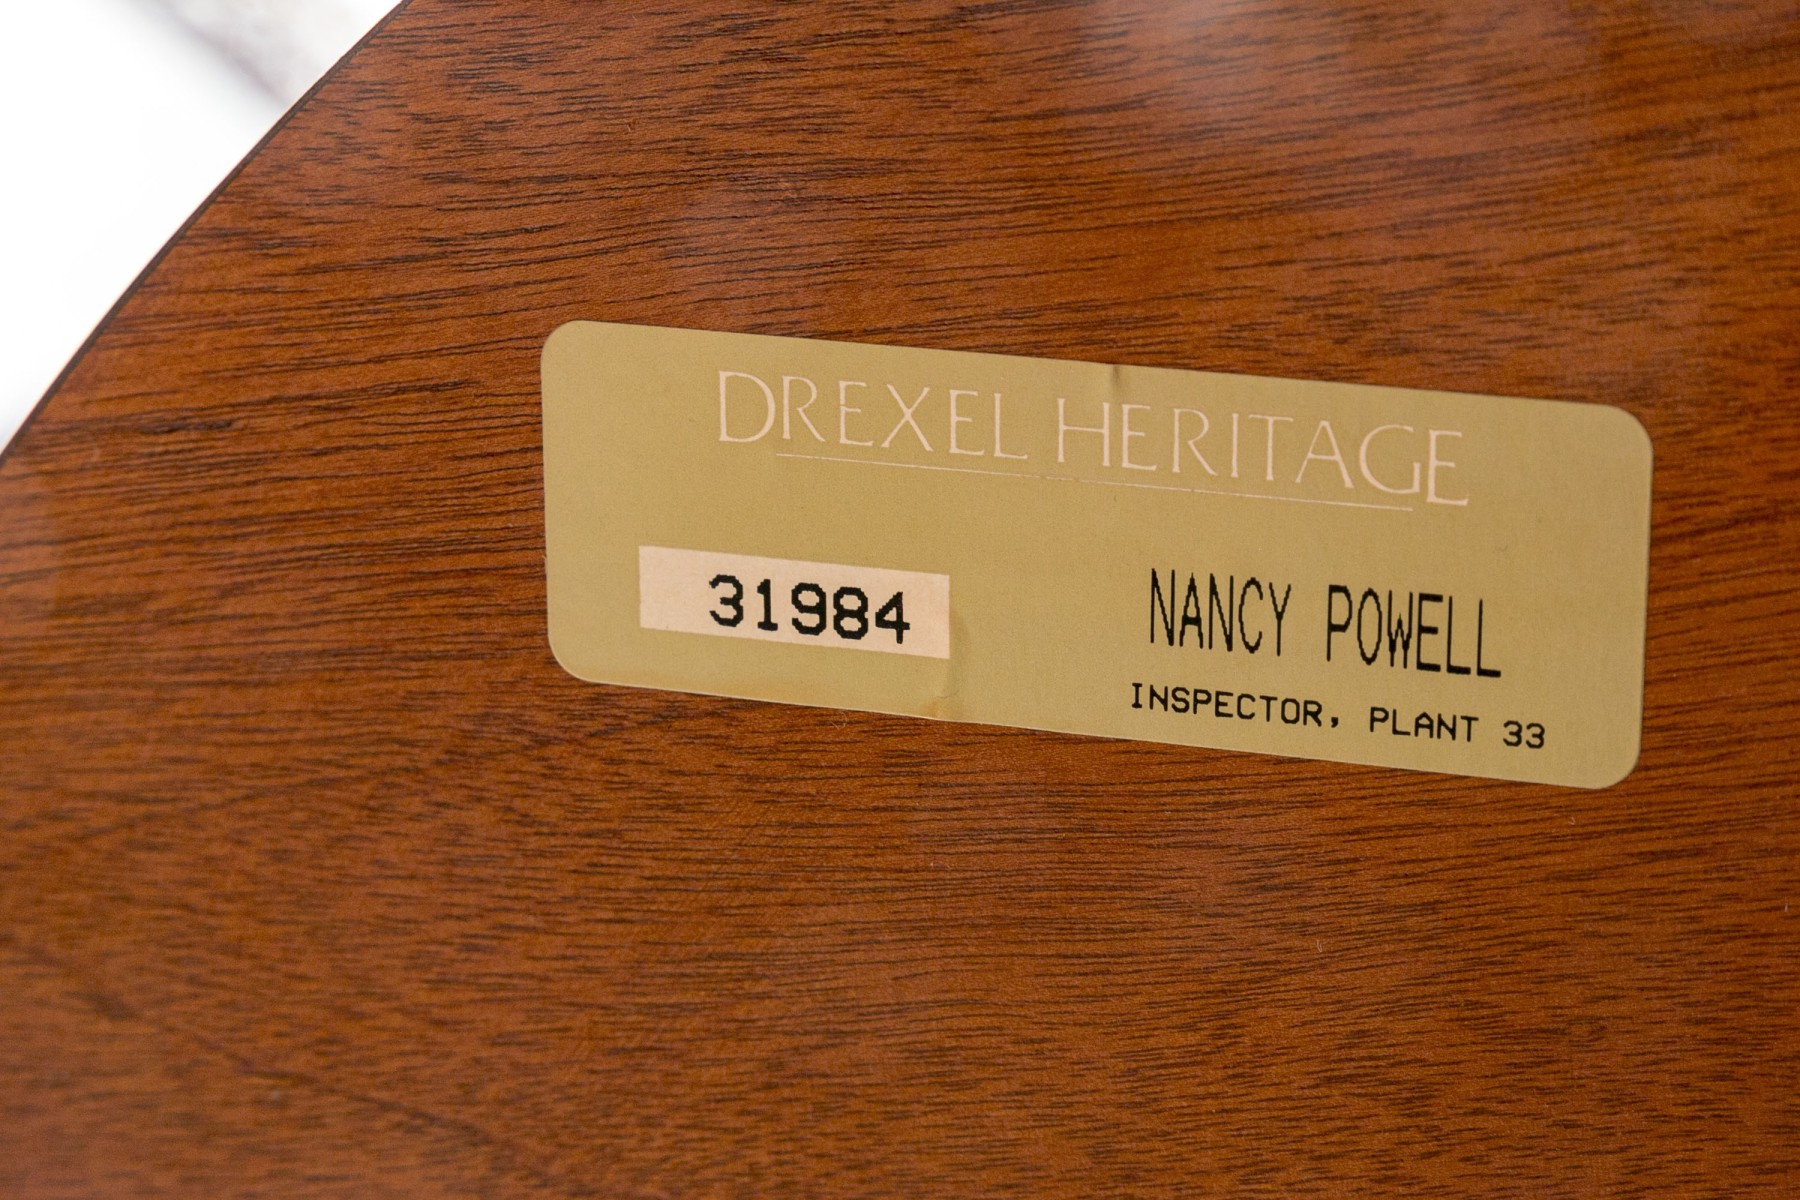 DREXEL HERITAGE
31984
NANCY POWELL
INSPECTOR, PLANT 33